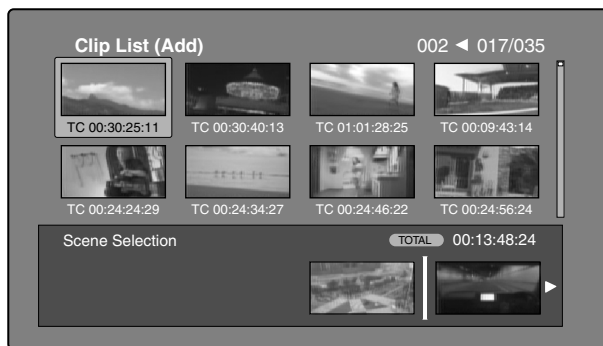 Clip List (Add)
002 ◄ 017/035
TC 00:30:25:11
TC 00:30:40:13
TC 01:01:28:25
TC 00:09:43:14
TC 00:24:24:29
TC 00:24:34:27
TC 00:24:46:22
TC 00:24:56:24
Scene Selection
TOTAL 00:13:48:24